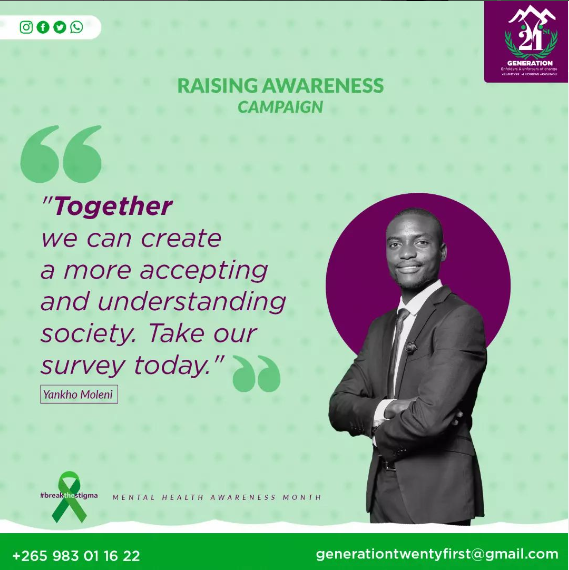 21st
GENERATION
RAISING AWARENESS
CAMPAIGN
"Together
we can create
a more accepting
and understanding
society. Take our
survey today."
Yankho Moleni
#breakthestigma
MENTAL HEALTH AWARENESS MONTH
+265 983 01 16 22
generationtwentyfirst@gmail.com